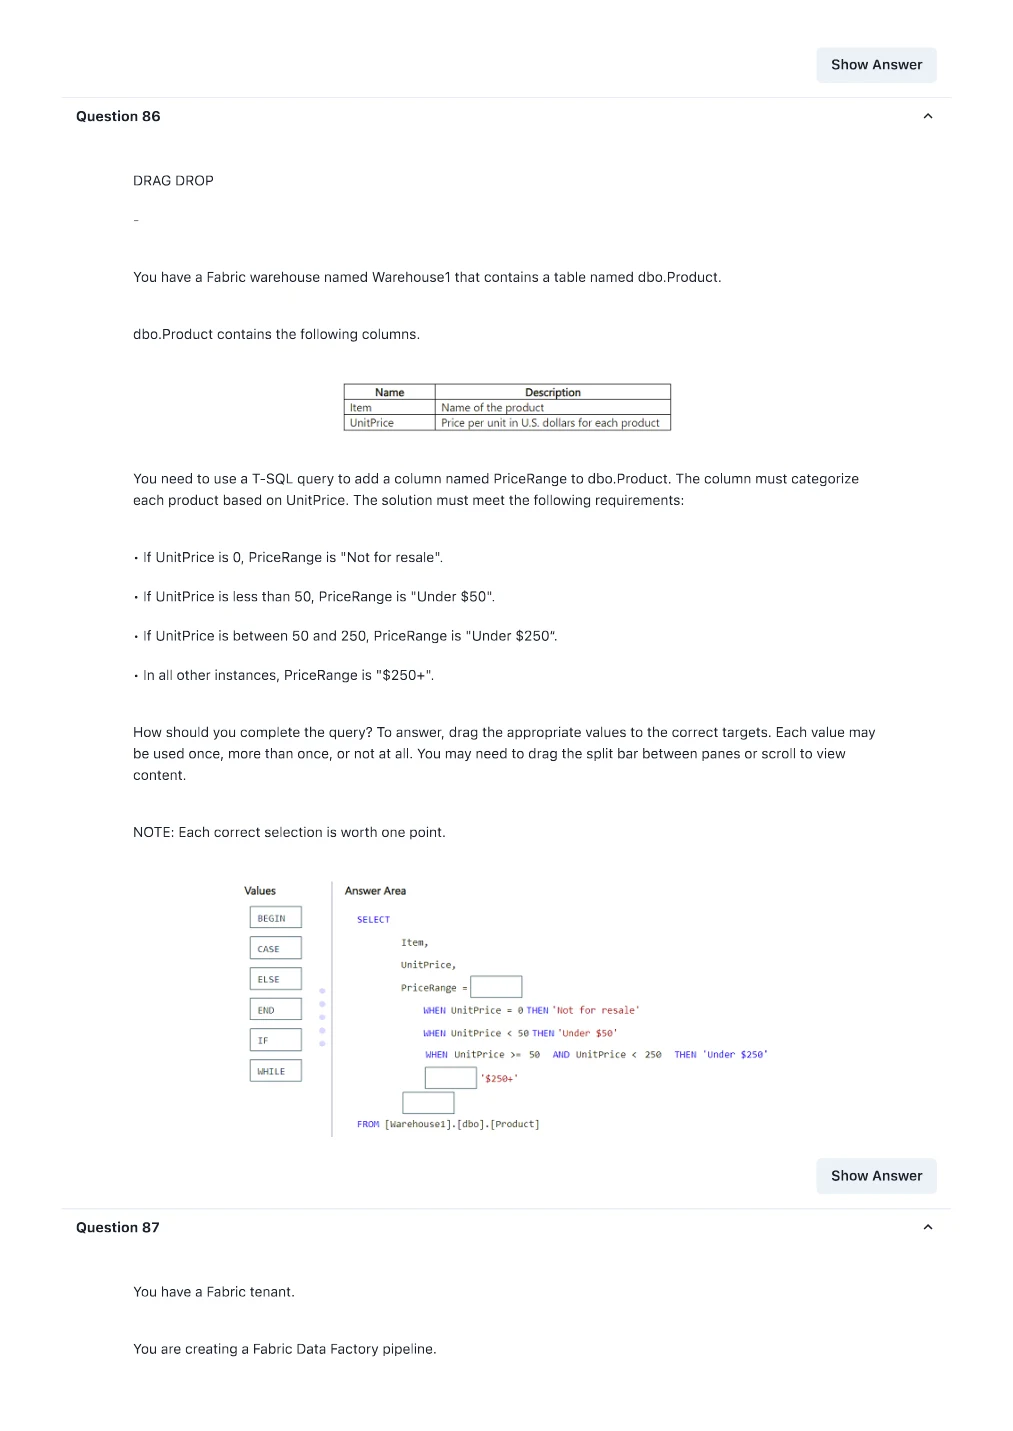 Show Answer
Question 86
DRAG DROP
-
You have a Fabric warehouse named Warehouse1 that contains a table named dbo.Product.
dbo.Product contains the following columns.
Name Description
Item Name of the product
UnitPrice Price per unit in U.S. dollars for each product
You need to use a T-SQL query to add a column named PriceRange to dbo.Product. The column must categorize
each product based on UnitPrice. The solution must meet the following requirements:
• If UnitPrice is 0, PriceRange is "Not for resale".
• If UnitPrice is less than 50, PriceRange is "Under $50".
• If UnitPrice is between 50 and 250, PriceRange is "Under $250".
• In all other instances, PriceRange is "$250+".
How should you complete the query? To answer, drag the appropriate values to the correct targets. Each value may
be used once, more than once, or not at all. You may need to drag the split bar between panes or scroll to view
content.
NOTE: Each correct selection is worth one point.
Values
BEGIN
CASE
ELSE
END
IF
WHILE
Answer Area
SELECT
Item,
UnitPrice,
PriceRange =
WHEN UnitPrice = 0 THEN 'Not for resale'
WHEN UnitPrice < 50 THEN 'Under $50'
WHEN UnitPrice >= 50 AND UnitPrice < 250 THEN 'Under $250'
'$250+'
FROM [Warehouse1].[dbo].[Product]
Show Answer
Question 87
You have a Fabric tenant.
You are creating a Fabric Data Factory pipeline.